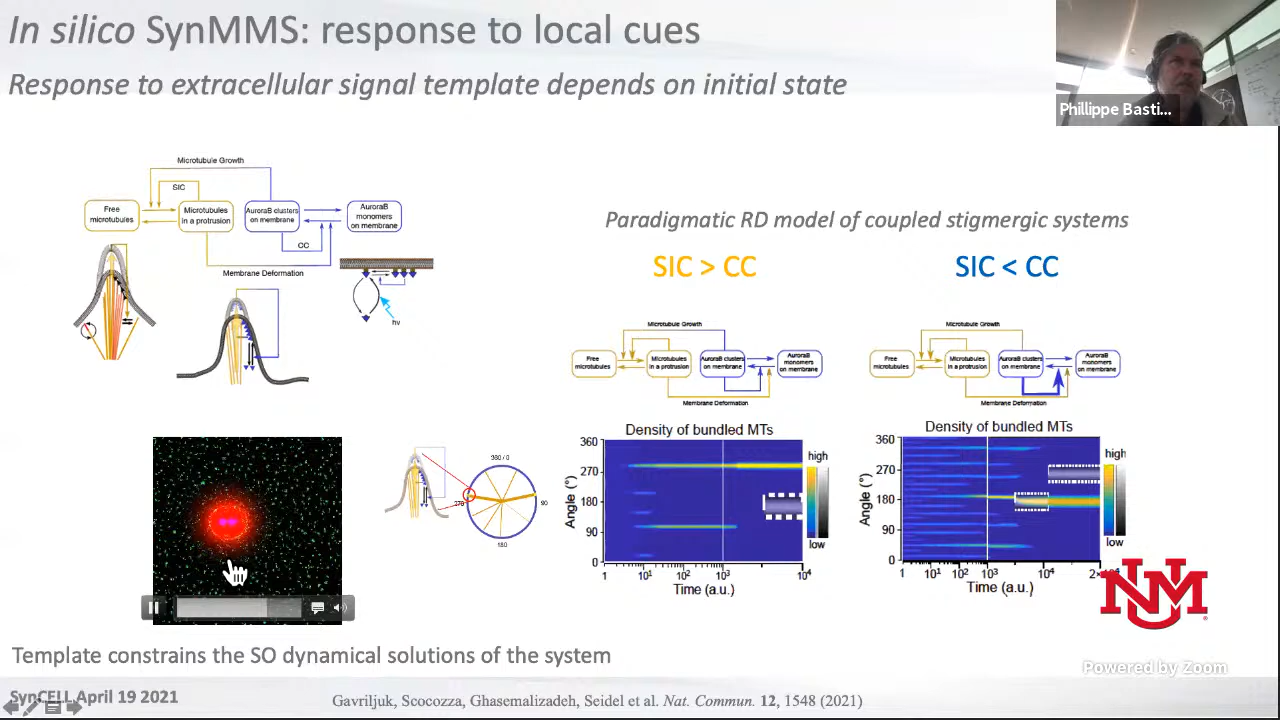 In silico SynMMS: response to local cues
Response to extracellular signal template depends on initial state
Phillippe Basti...
Microtubule Growth
SIC
Free
microtubules
Microtubules
in a protrusion
AuroraB clusters
on membrane
AuroraB
monomers
on membrane
CC
Membrane Deformation
hv
Paradigmatic RD model of coupled stigmergic systems
SIC > CC
SIC < CC
Microtubule Growth
Free
microtubules
Microtubules
in a protrusion
AuroraB clusters
on membrane
AuroraB
monomers
on membrane
Membrane Deformation
Microtubule Growth
Free
microtubules
Microtubules
in a protrusion
AuroraB clusters
on membrane
AuroraB
monomers
on membrane
Membrane Deformation
360 / 0
270
90
180
Density of bundled MTs
360
270
180
90
0
Angle (°)
1 10¹ 10² 10³ 10⁴
Time (a.u.)
high
low
Density of bundled MTs
360
270
180
90
0
Angle (°)
1 10¹ 10² 10³ 10⁴ 2×
Time (a.u.)
high
low
UNM
®
Template constrains the SO dynamical solutions of the system
Powered by Zoom
SynCELL April 19 2021
Gavriljuk, Scocozza, Ghasemalizadeh, Seidel et al. Nat. Commun. 12, 1548 (2021)